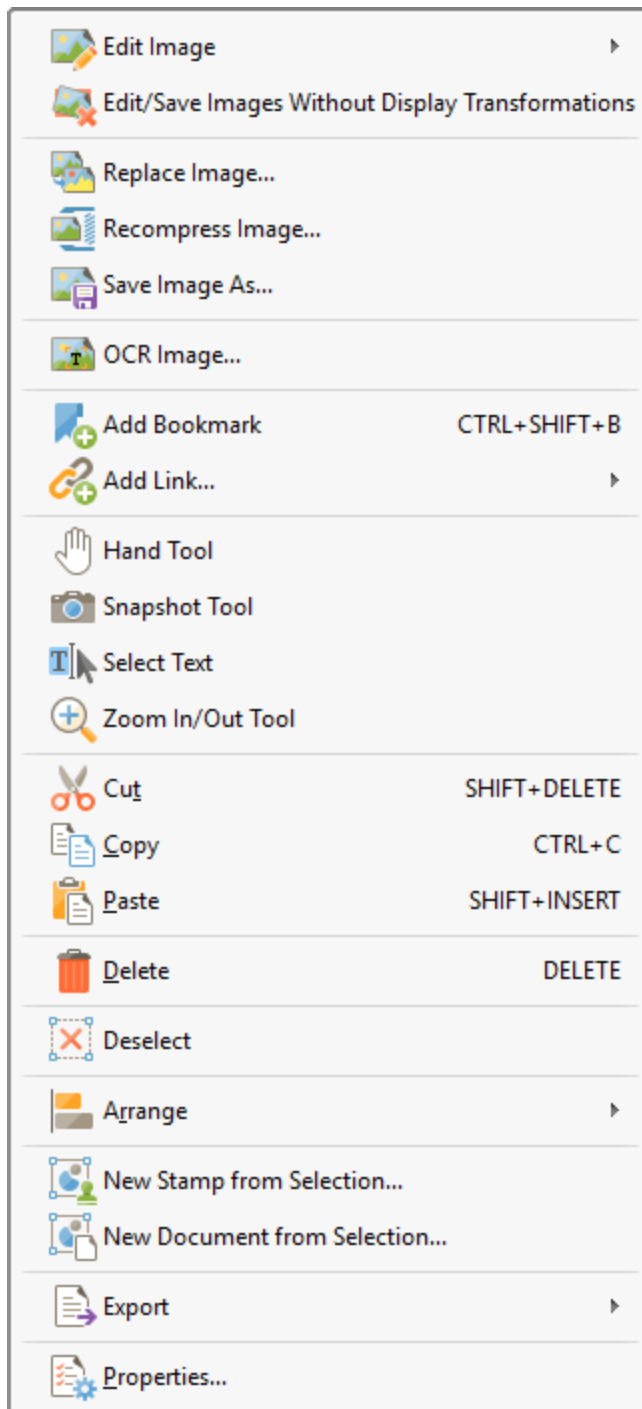 Edit Image
Edit/Save Images Without Display Transformations
Replace Image...
Recompress Image...
Save Image As...
OCR Image...
Add Bookmark CTRL+SHIFT+B
Add Link...
Hand Tool
Snapshot Tool
Select Text
Zoom In/Out Tool
Cut SHIFT+DELETE
Copy CTRL+C
Paste SHIFT+INSERT
Delete DELETE
Deselect
Arrange
New Stamp from Selection...
New Document from Selection...
Export
Properties...